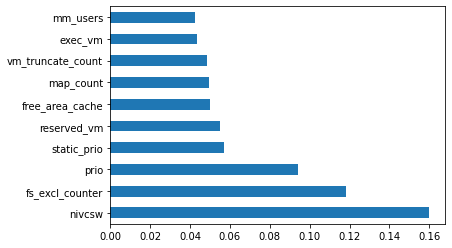 mm_users
exec_vm
vm_truncate_count
map_count
free_area_cache
reserved_vm
static_prio
prio
fs_excl_counter
nivcsw
0.00 0.02 0.04 0.06 0.08 0.10 0.12 0.14 0.16